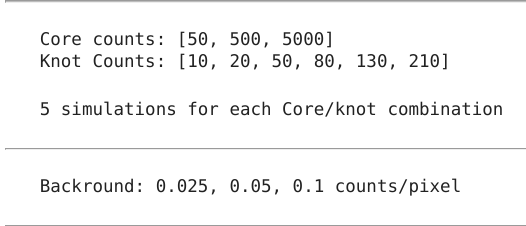 Core counts: [50, 500, 5000]
Knot Counts: [10, 20, 50, 80, 130, 210]
5 simulations for each Core/knot combination
Backround: 0.025, 0.05, 0.1 counts/pixel